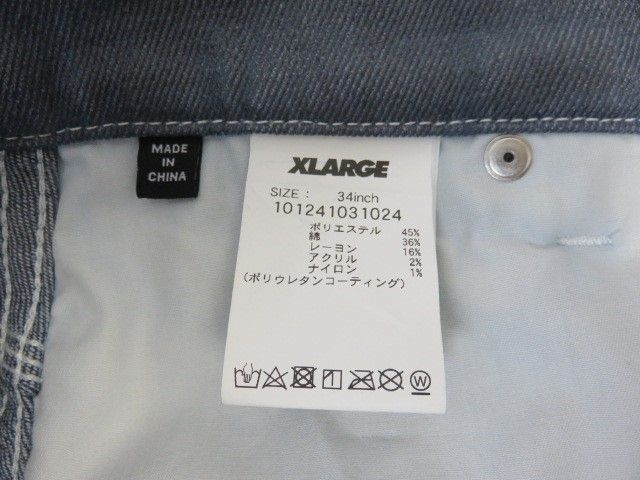 MADE
IN
CHINA
XLARGE
SIZE : 34inch
101241031024
ポリエステル 45%
綿 36%
レーヨン 16%
アクリル 2%
ナイロン 1%
(ポリウレタンコーティング)
W